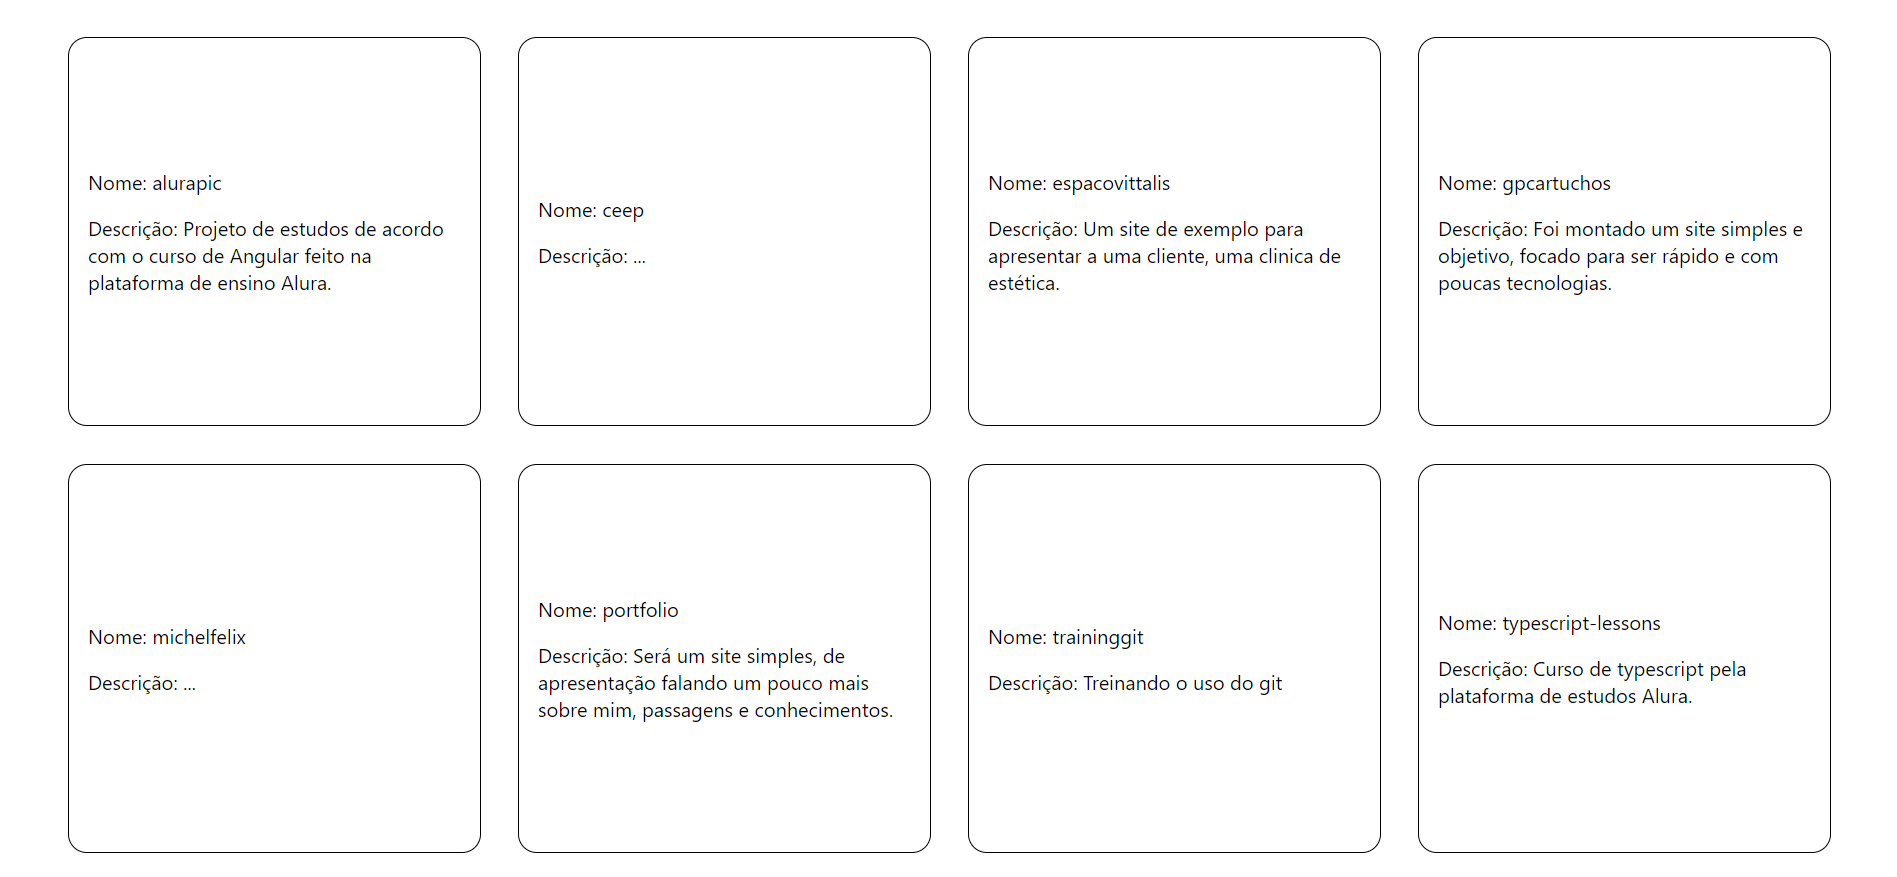 Nome: alurapic
Descrição: Projeto de estudos de acordo
com o curso de Angular feito na
plataforma de ensino Alura.
Nome: ceep
Descrição: ...
Nome: espacovittalis
Descrição: Um site de exemplo para
apresentar a uma cliente, uma clinica de
estética.
Nome: gpcartuchos
Descrição: Foi montado um site simples e
objetivo, focado para ser rápido e com
poucas tecnologias.
Nome: michelfelix
Descrição: ...
Nome: portfolio
Descrição: Será um site simples, de
apresentação falando um pouco mais
sobre mim, passagens e conhecimentos.
Nome: traininggit
Descrição: Treinando o uso do git
Nome: typescript-lessons
Descrição: Curso de typescript pela
plataforma de estudos Alura.